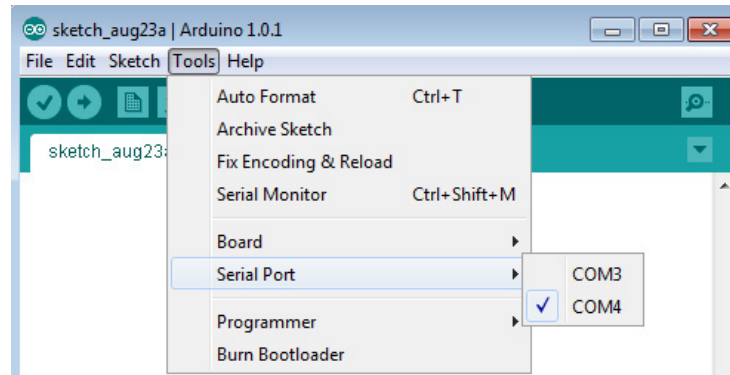 sketch_aug23a | Arduino 1.0.1
File Edit Sketch Tools Help
sketch_aug23a
Auto Format Ctrl+T
Archive Sketch
Fix Encoding & Reload
Serial Monitor Ctrl+Shift+M
Board
Serial Port
COM3
COM4
Programmer
Burn Bootloader